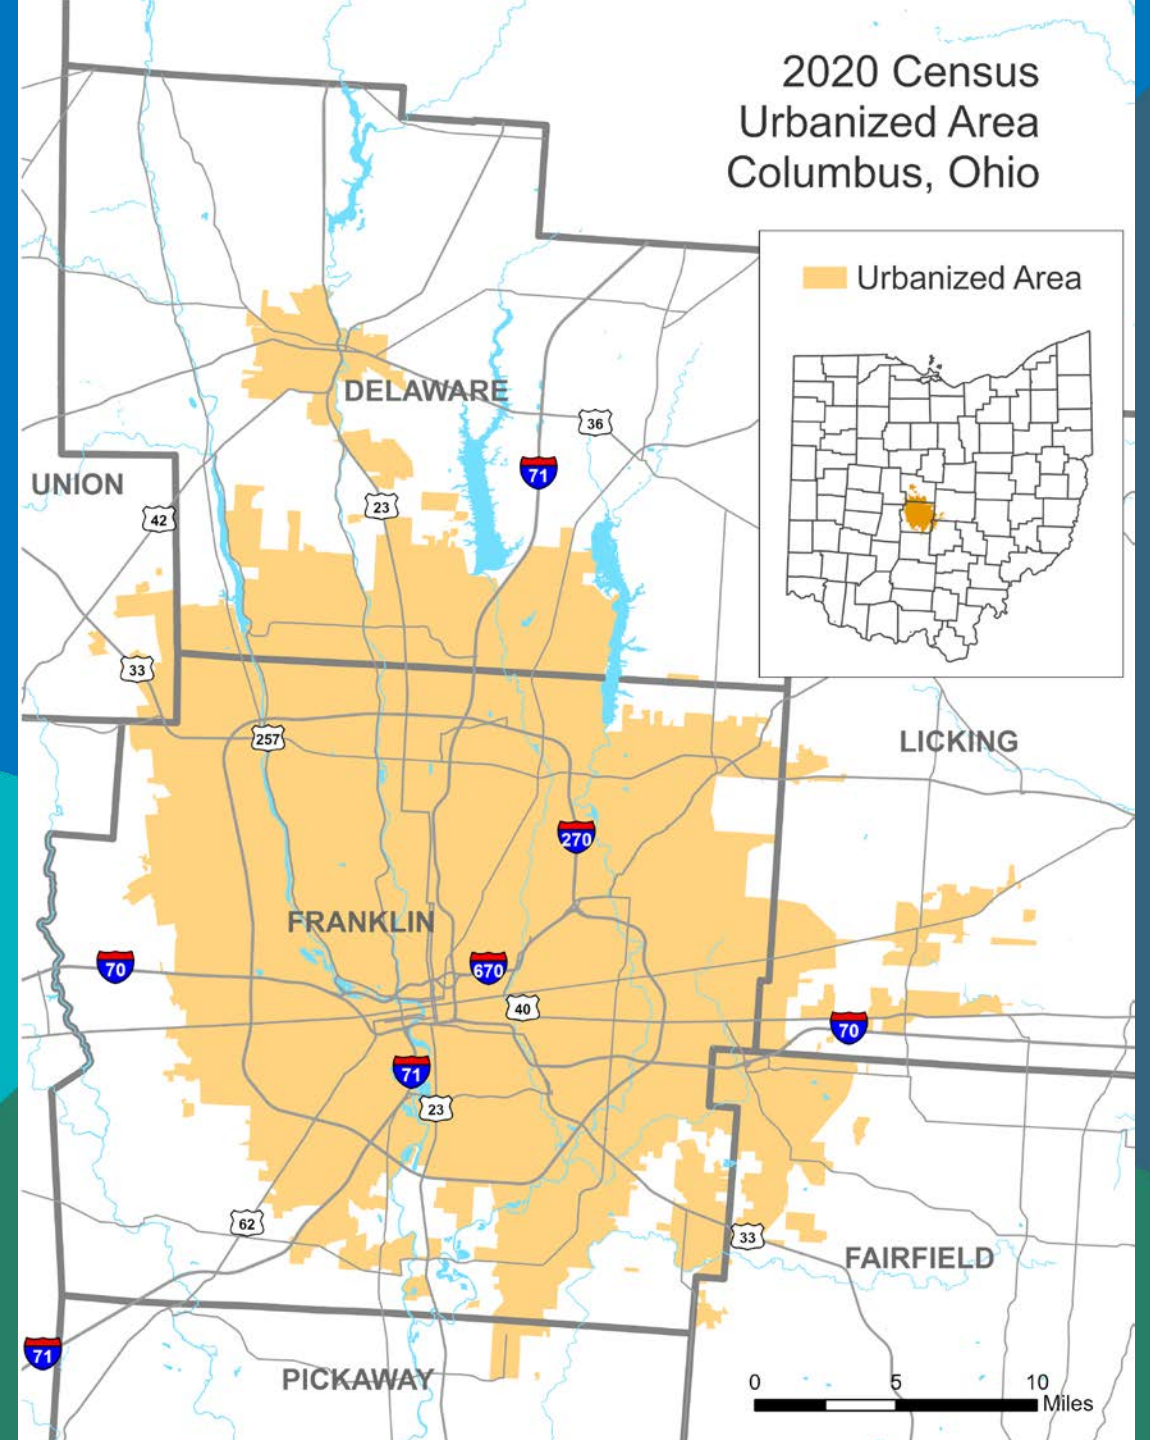 2020 Census
Urbanized Area
Columbus, Ohio
Urbanized Area
DELAWARE
36
71
UNION
23
42
33
257
LICKING
270
FRANKLIN
70
670
40
70
71
23
62
33
FAIRFIELD
71
PICKAWAY
0 5 10
Miles